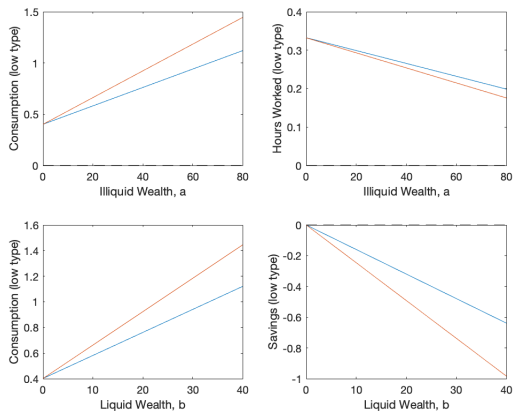 1.5
1
0.5
0
Consumption (low type)
0 20 40 60 80
Illiquid Wealth, a
0.4
0.3
0.2
0.1
0
Hours Worked (low type)
0 20 40 60 80
Illiquid Wealth, a
1.6
1.4
1.2
1
0.8
0.6
0.4
Consumption (low type)
0 10 20 30 40
Liquid Wealth, b
0
-0.2
-0.4
-0.6
-0.8
-1
Savings (low type)
0 10 20 30 40
Liquid Wealth, b